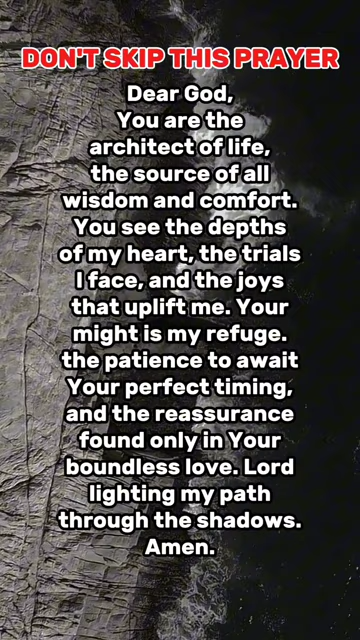 DON'T SKIP THIS PRAYER
Dear God,
You are the
architect of life,
the source of all
wisdom and comfort.
You see the depths
of my heart, the trials
I face, and the joys
that uplift me. Your
might is my refuge.
the patience to await
Your perfect timing,
and the reassurance
found only in Your
boundless love. Lord
lighting my path
through the shadows.
Amen.